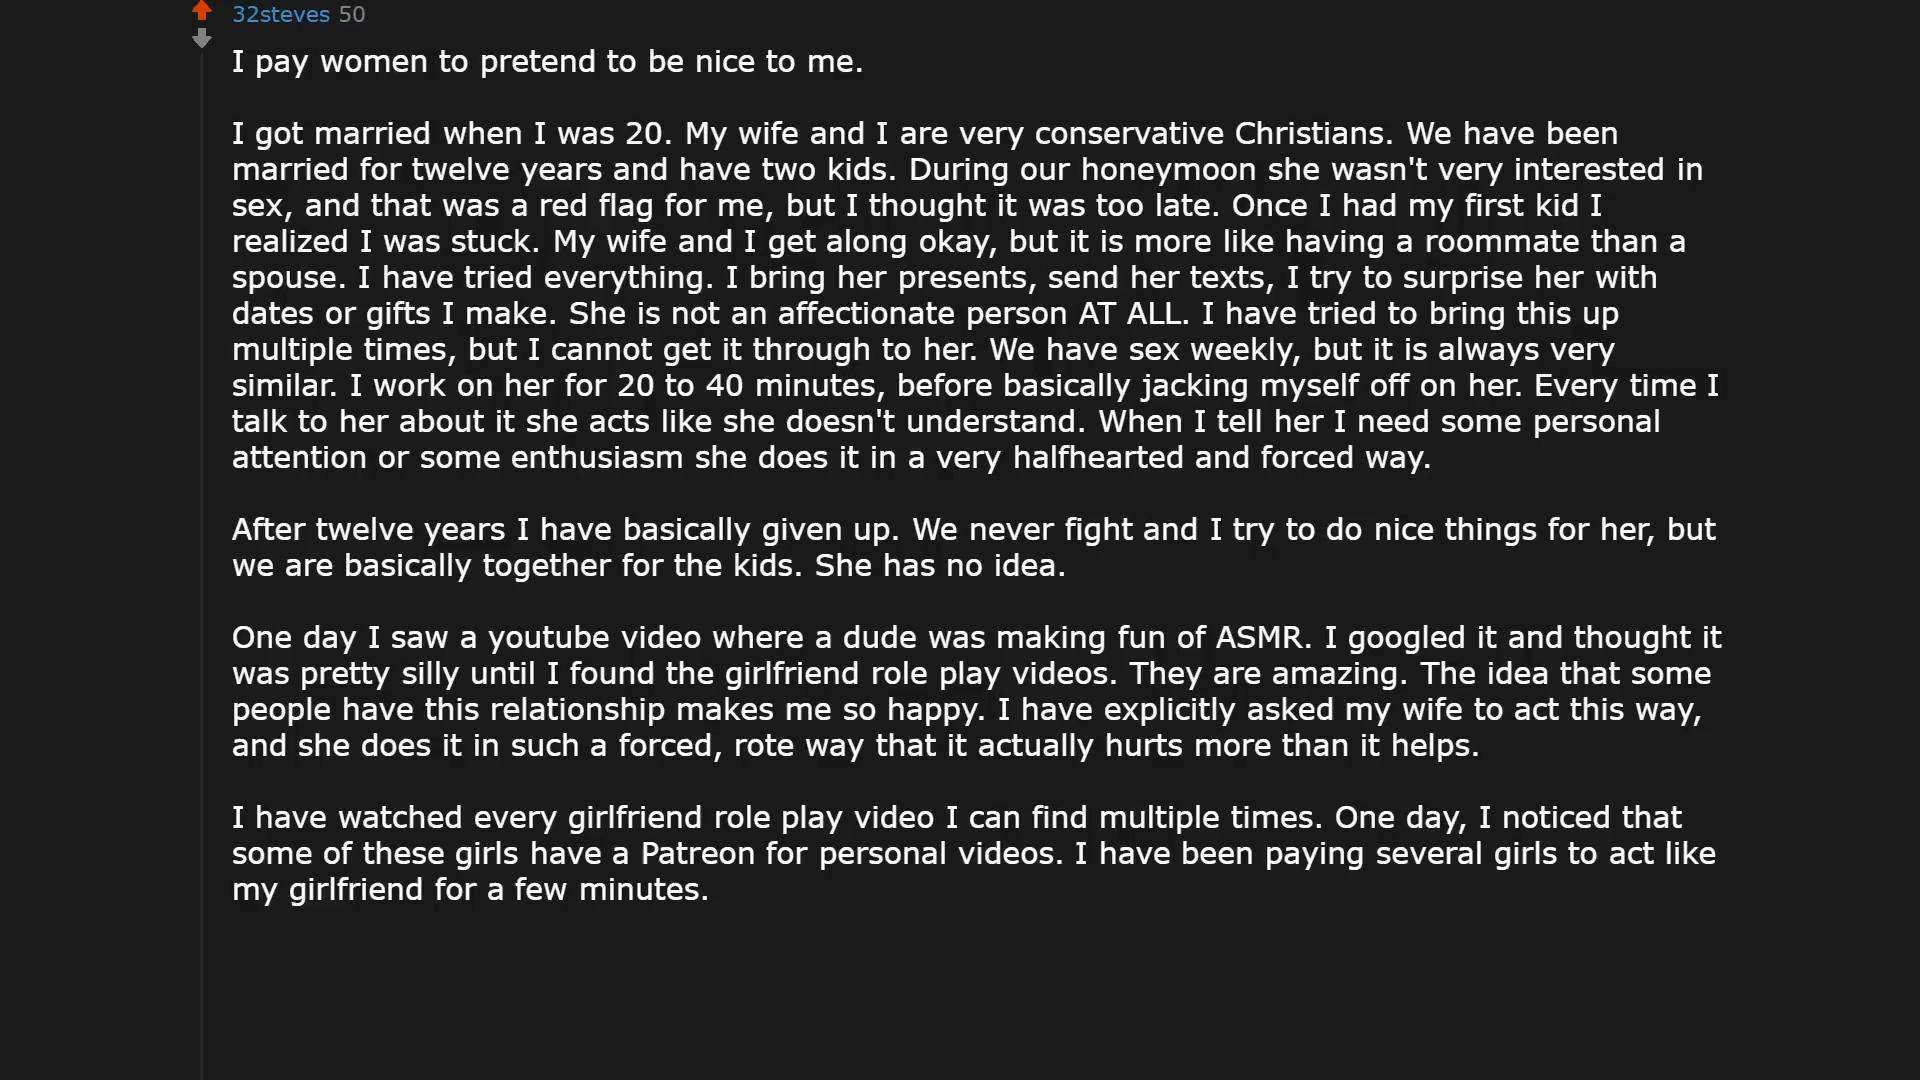 32steves 50
I pay women to pretend to be nice to me.
I got married when I was 20. My wife and I are very conservative Christians. We have been
married for twelve years and have two kids. During our honeymoon she wasn't very interested in
sex, and that was a red flag for me, but I thought it was too late. Once I had my first kid I
realized I was stuck. My wife and I get along okay, but it is more like having a roommate than a
spouse. I have tried everything. I bring her presents, send her texts, I try to surprise her with
dates or gifts I make. She is not an affectionate person AT ALL. I have tried to bring this up
multiple times, but I cannot get it through to her. We have sex weekly, but it is always very
similar. I work on her for 20 to 40 minutes, before basically jacking myself off on her. Every time I
talk to her about it she acts like she doesn't understand. When I tell her I need some personal
attention or some enthusiasm she does it in a very halfhearted and forced way.
After twelve years I have basically given up. We never fight and I try to do nice things for her, but
we are basically together for the kids. She has no idea.
One day I saw a youtube video where a dude was making fun of ASMR. I googled it and thought it
was pretty silly until I found the girlfriend role play videos. They are amazing. The idea that some
people have this relationship makes me so happy. I have explicitly asked my wife to act this way,
and she does it in such a forced, rote way that it actually hurts more than it helps.
I have watched every girlfriend role play video I can find multiple times. One day, I noticed that
some of these girls have a Patreon for personal videos. I have been paying several girls to act like
my girlfriend for a few minutes.